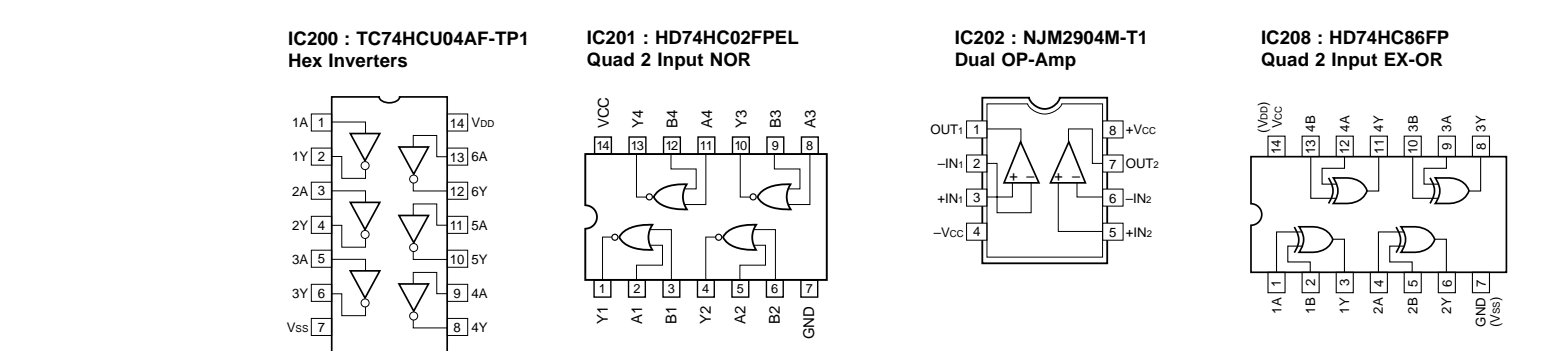 IC200 : TC74HCU04AF-TP1
Hex Inverters
1A 1
1Y 2
2A 3
2Y 4
3A 5
3Y 6
Vss 7
14 VDD
13 6A
12 6Y
11 5A
10 5Y
9 4A
8 4Y
IC201 : HD74HC02FPEL
Quad 2 Input NOR
VCC Y4 B4 A4 Y3 B3 A3
14 13 12 11 10 9 8
1 2 3 4 5 6 7
Y1 A1 B1 Y2 A2 B2 GND
IC202 : NJM2904M-T1
Dual OP-Amp
OUT1 1
–IN1 2
+IN1 3
–Vcc 4
8 +Vcc
7 OUT2
6 –IN2
5 +IN2
+ –
+ –
IC208 : HD74HC86FP
Quad 2 Input EX-OR
(VDD)
Vcc 4B 4A 4Y 3B 3A 3Y
14 13 12 11 10 9 8
1 2 3 4 5 6 7
1A 1B 1Y 2A 2B 2Y GND
(Vss)